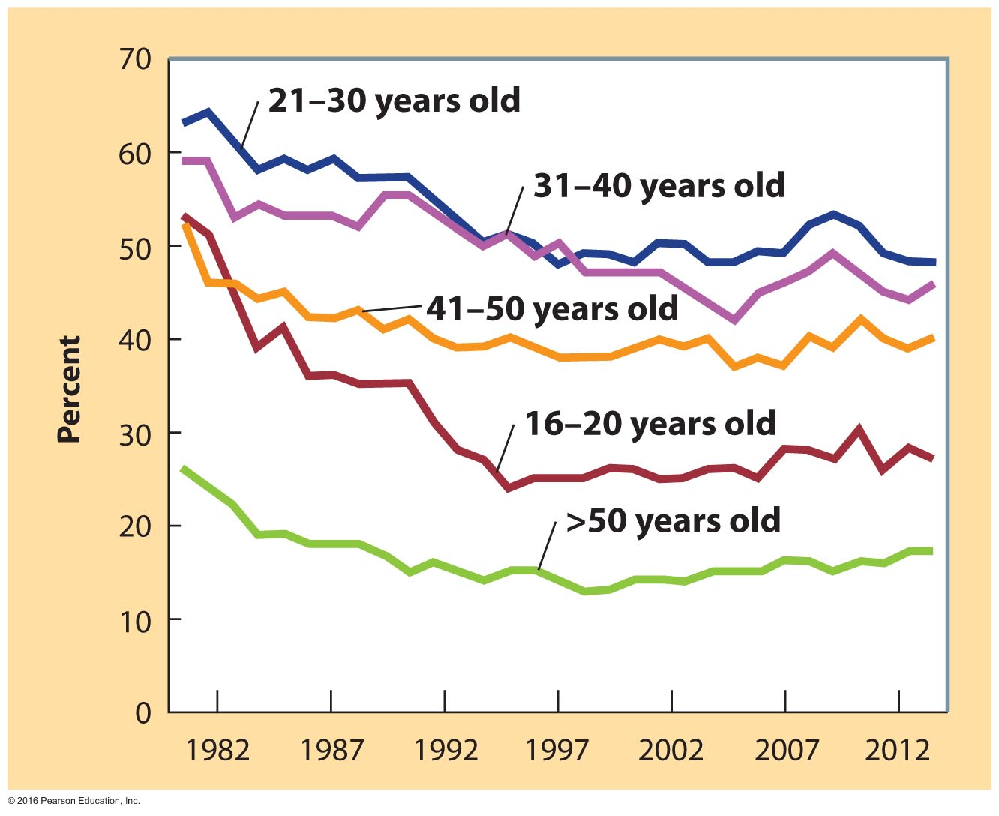 70
21–30 years old
60
31–40 years old
50
41–50 years old
40
Percent
16–20 years old
30
>50 years old
20
10
0
1982 1987 1992 1997 2002 2007 2012
© 2016 Pearson Education, Inc.